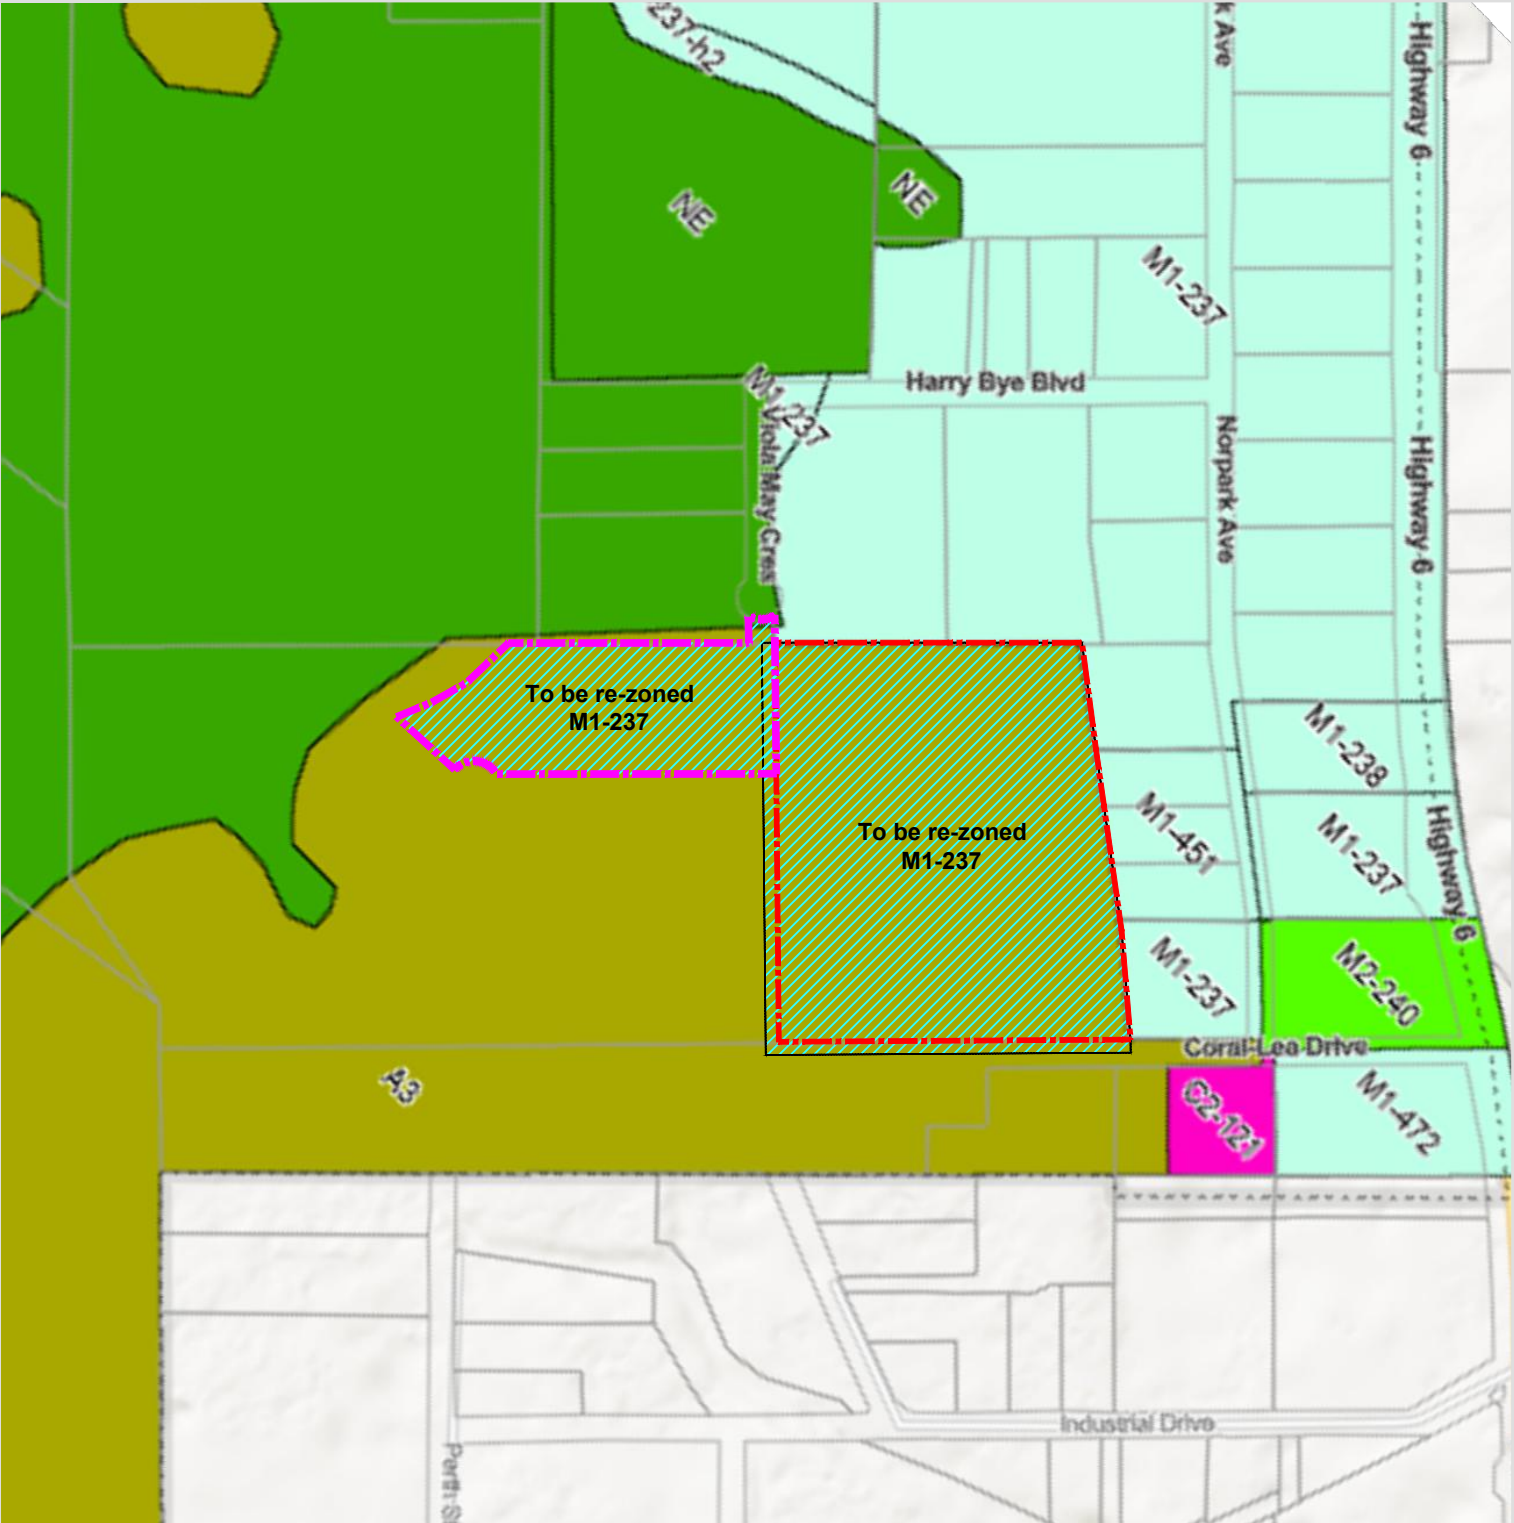 237-h2
k Ave
Highway 6
NE
NE
M1-237
Harry Bye Blvd
M1-237
Viola May Cres
Norpark Ave
Highway 6
To be re-zoned
M1-237
M1-238
To be re-zoned
M1-237
M1-451
M1-237
Highway 6
M1-237
M2-240
Coral Lea Drive
A3
C2-121
M1-472
Industrial Drive
Perth S